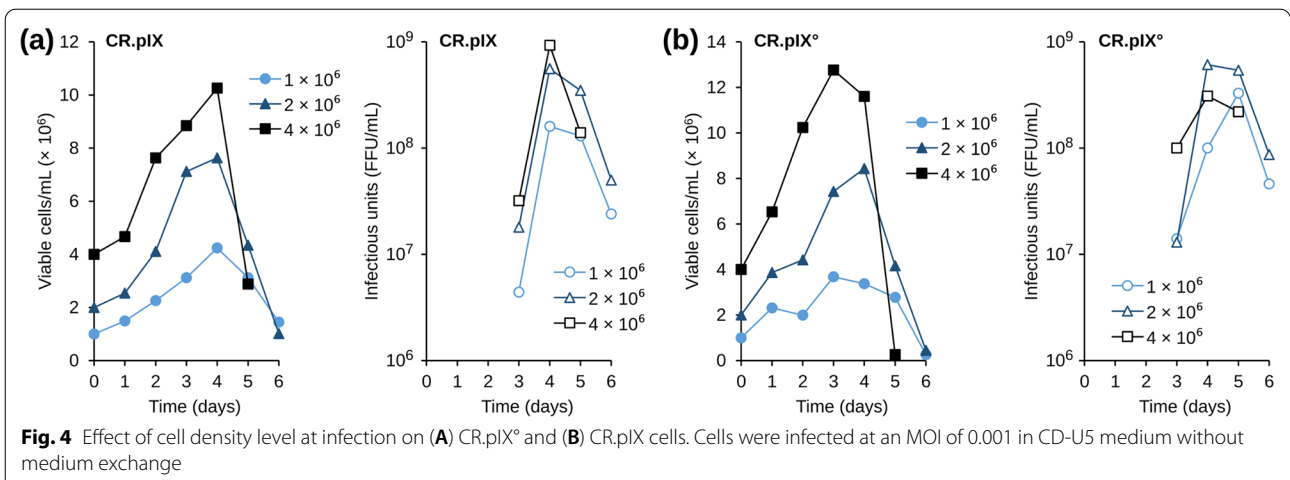 (a)
CR.pIX
Viable cells/mL (× 10⁶)
12
10
8
6
4
2
0
0 1 2 3 4 5 6
Time (days)
1 × 10⁶
2 × 10⁶
4 × 10⁶
CR.pIX
Infectious units (FFU/mL)
10⁹
10⁸
10⁷
10⁶
0 1 2 3 4 5 6
Time (days)
1 × 10⁶
2 × 10⁶
4 × 10⁶
(b)
CR.pIX°
Viable cells/mL (× 10⁶)
14
12
10
8
6
4
2
0
0 1 2 3 4 5 6
Time (days)
1 × 10⁶
2 × 10⁶
4 × 10⁶
CR.pIX°
Infectious units (FFU/mL)
10⁹
10⁸
10⁷
10⁶
0 1 2 3 4 5 6
Time (days)
1 × 10⁶
2 × 10⁶
4 × 10⁶
Fig. 4 Effect of cell density level at infection on (A) CR.pIX° and (B) CR.pIX cells. Cells were infected at an MOI of 0.001 in CD-U5 medium without
medium exchange